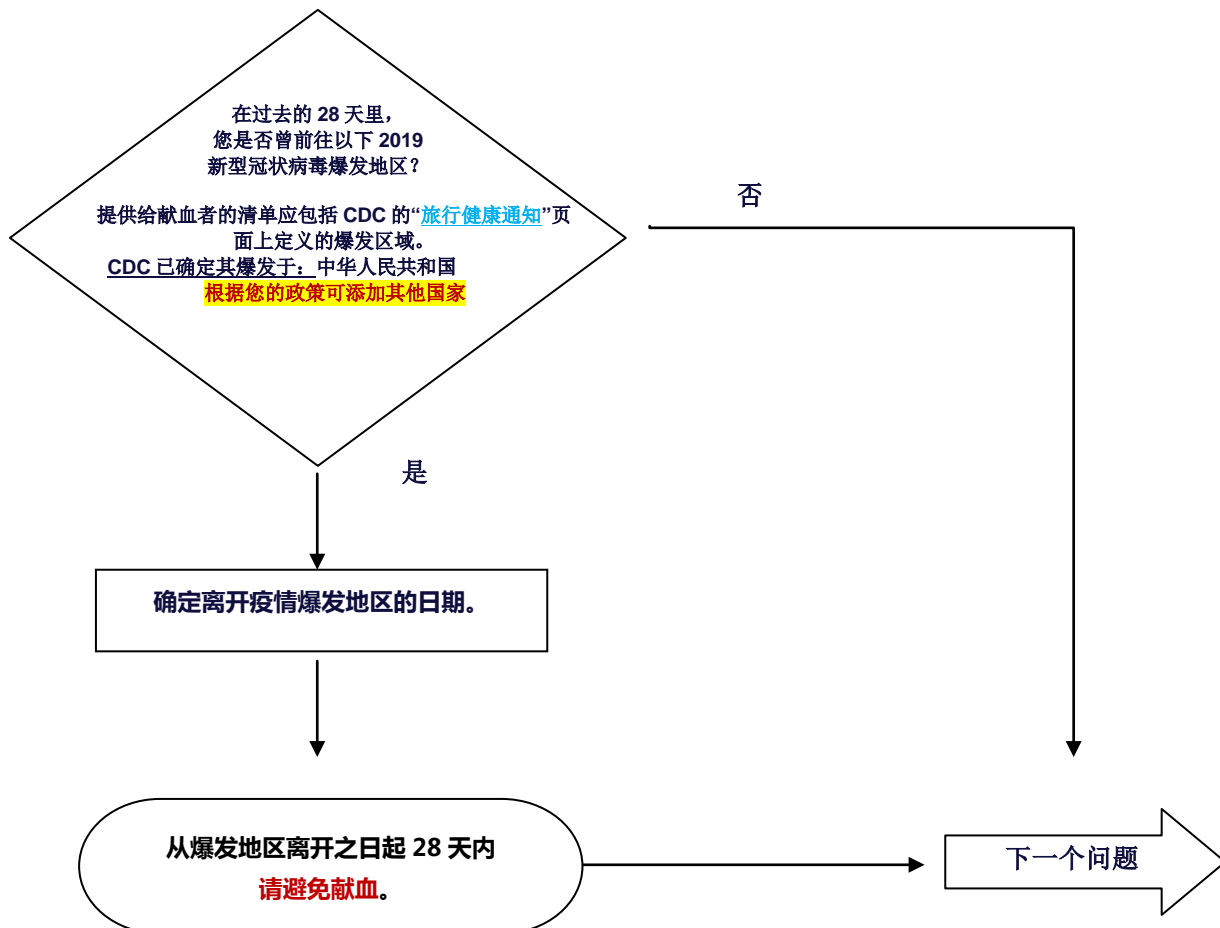 在过去的 28 天里，
您是否曾前往以下 2019
新型冠状病毒爆发地区？
提供给献血者的清单应包括 CDC 的“旅行健康通知”页
面上定义的爆发区域。
CDC 已确定其爆发于：中华人民共和国
根据您的政策可添加其他国家
否
是
确定离开疫情爆发地区的日期。
从爆发地区离开之日起 28 天内
请避免献血。
下一个问题